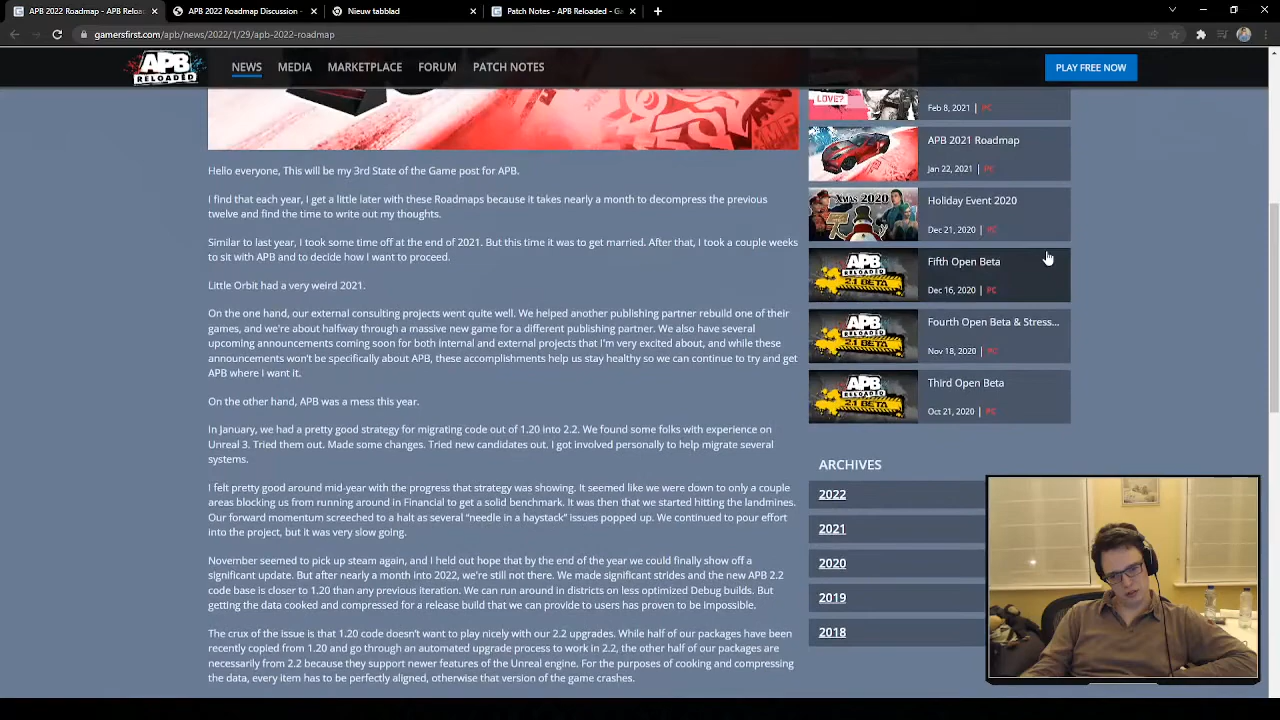 APB 2022 Roadmap - APB Reloaded
APB Roadmap Discussion -
Nieuw tabblad
Patch Notes - APB Reloaded - Ga
gamersfirst.com/apb/news/2022/1/29/apb-2022-roadmap
APB
RELOADED
NEWS
MEDIA
MARKETPLACE
FORUM
PATCH NOTES
PLAY FREE NOW
Hello everyone, This will be my 3rd State of the Game post for APB.
I find that each year, I get a little later with these Roadmaps because it takes nearly a month to decompress the previous
twelve and find the time to write out my thoughts.
Similar to last year, I took some time off at the end of 2021. But this time it was to get married. After that, I took a couple weeks
to sit with APB and to decide how I want to proceed.
Little Orbit had a very weird 2021.
On the one hand, our external consulting projects went quite well. We helped another publishing partner rebuild one of their
games, and we're about halfway through a massive new game for a different publishing partner. We also have several
upcoming announcements coming soon for both internal and external projects that I'm very excited about, and while these
announcements won't be specifically about APB, these accomplishments help us stay healthy so we can continue to try and get
APB where I want it.
On the other hand, APB was a mess this year.
In January, we had a pretty good strategy for migrating code out of 1.20 into 2.2. We found some folks with experience on
Unreal 3. Tried them out. Made some changes. Tried new candidates out. I got involved personally to help migrate several
systems.
I felt pretty good around mid-year with the progress that strategy was showing. It seemed like we were down to only a couple
areas blocking us from running around in Financial to get a solid benchmark. It was then that we started hitting the landmines.
Our forward momentum screeched to a halt as several "needle in a haystack" issues popped up. We continued to pour effort
into the project, but it was very slow going.
November seemed to pick up steam again, and I held out hope that by the end of the year we could finally show off a
significant update. But after nearly a month into 2022, we're still not there. We made significant strides and the new APB 2.2
code base is closer to 1.20 than any previous iteration. We can run around in districts on less optimized Debug builds. But
getting the data cooked and compressed for a release build that we can provide to users has proven to be impossible.
The crux of the issue is that 1.20 code doesn't want to play nicely with our 2.2 upgrades. While half of our packages have been
recently copied from 1.20 and go through an automated upgrade process to work in 2.2, the other half of our packages are
necessarily from 2.2 because they support newer features of the Unreal engine. For the purposes of cooking and compressing
the data, every item has to be perfectly aligned, otherwise that version of the game crashes.
LOVE?
Feb 8, 2021 | PC
APB 2021 Roadmap
Jan 22, 2021 | PC
XMAS 2020
Holiday Event 2020
Dec 21, 2020 | PC
APB
RELOADED
2.1 BETA
Fifth Open Beta
Dec 16, 2020 | PC
APB
RELOADED
2.1 BETA
Fourth Open Beta & Stress...
Nov 18, 2020 | PC
APB
RELOADED
2.1 BETA
Third Open Beta
Oct 21, 2020 | PC
ARCHIVES
2022
2021
2020
2019
2018